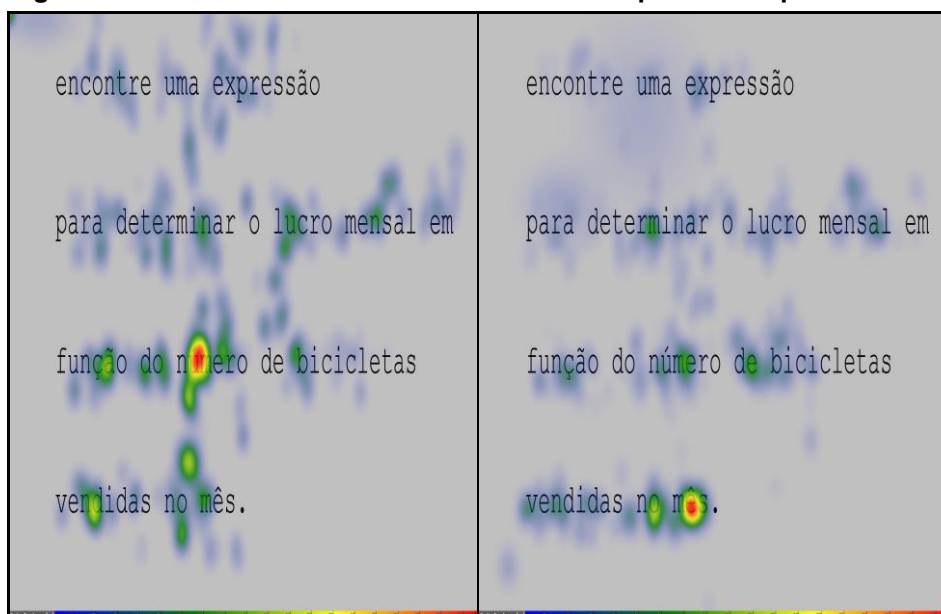 encontre uma expressão
para determinar o lucro mensal em
função do número de bicicletas
vendidas no mês.
encontre uma expressão
para determinar o lucro mensal em
função do número de bicicletas
vendidas no mês.